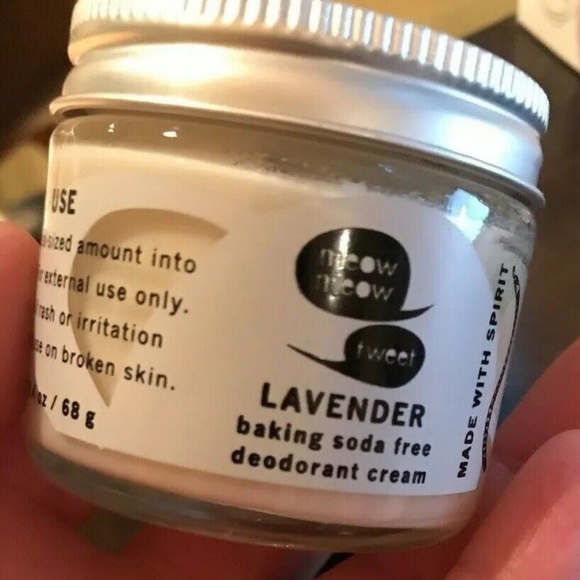 USE
-sized amount into
external use only.
rash or irritation
on broken skin.
oz / 68 g
meow
meow
tweet
LAVENDER
baking soda free
deodorant cream
MADE WITH SPIRIT